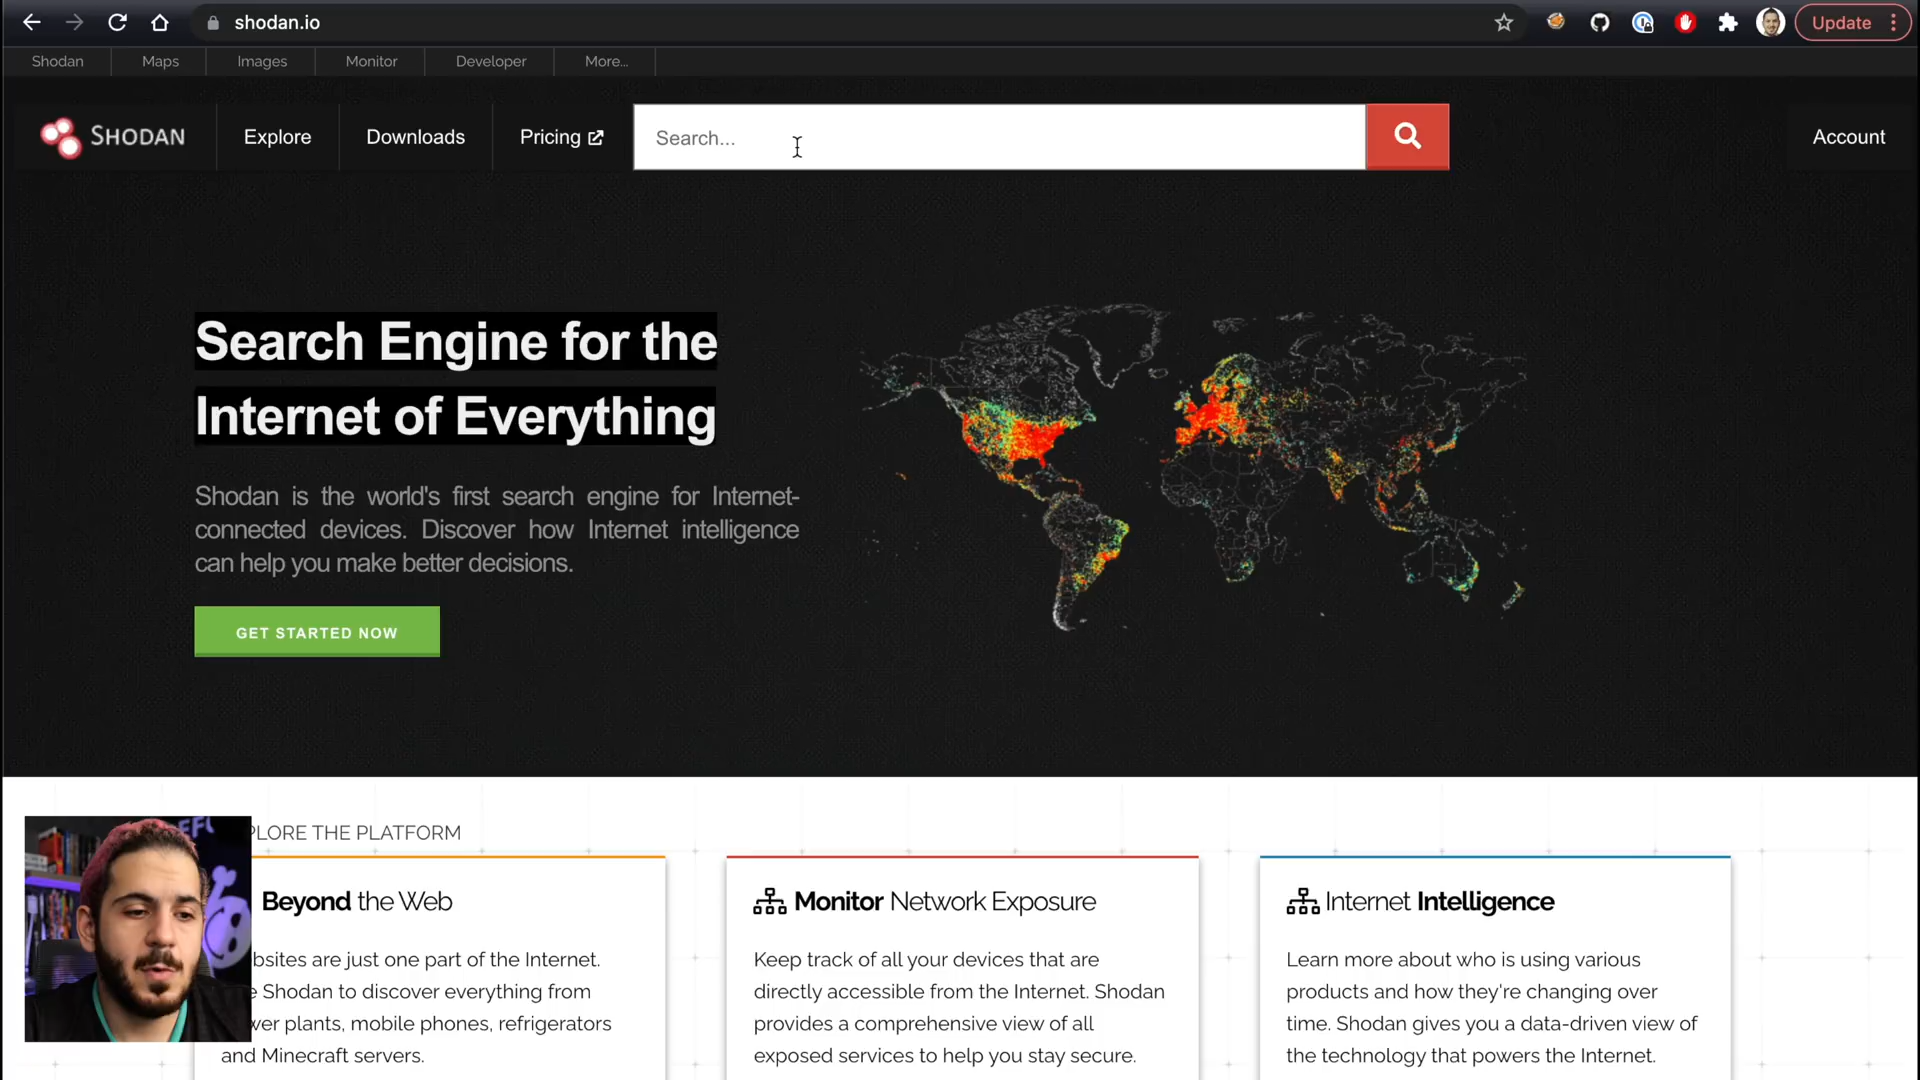 shodan.io
Update
Shodan
Maps
Images
Monitor
Developer
More...
SHODAN
Explore
Downloads
Pricing
Search...
Account
Search Engine for the
Internet of Everything
Shodan is the world's first search engine for Internet-
connected devices. Discover how Internet intelligence
can help you make better decisions.
GET STARTED NOW
PLORE THE PLATFORM
Beyond the Web
bsites are just one part of the Internet.
e Shodan to discover everything from
wer plants, mobile phones, refrigerators
and Minecraft servers.
Monitor Network Exposure
Keep track of all your devices that are
directly accessible from the Internet. Shodan
provides a comprehensive view of all
exposed services to help you stay secure.
Internet Intelligence
Learn more about who is using various
products and how they're changing over
time. Shodan gives you a data-driven view of
the technology that powers the Internet.